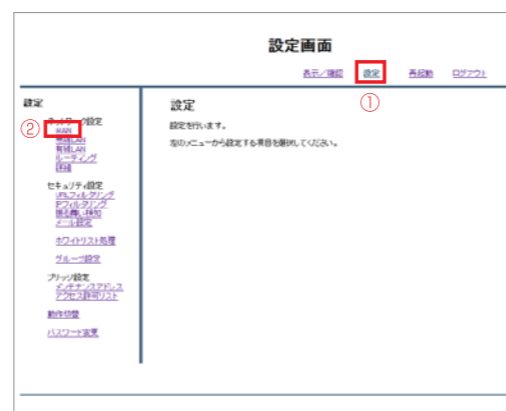 設定画面
表示/確認 設定 再起動 ログアウト
①
設定
ネットワーク設定
② WAN
無線LAN
有線LAN
ルーティング
詳細
セキュリティ設定
URLフィルタリング
IPフィルタリング
振る舞い検知
メール設定
ホワイトリスト処理
グループ設定
ブリッジ設定
メンテナンスアドレス
アクセス許可リスト
動作切替
パスワード変更
設定
設定を行います。
左のメニューから設定する項目を選択してください。